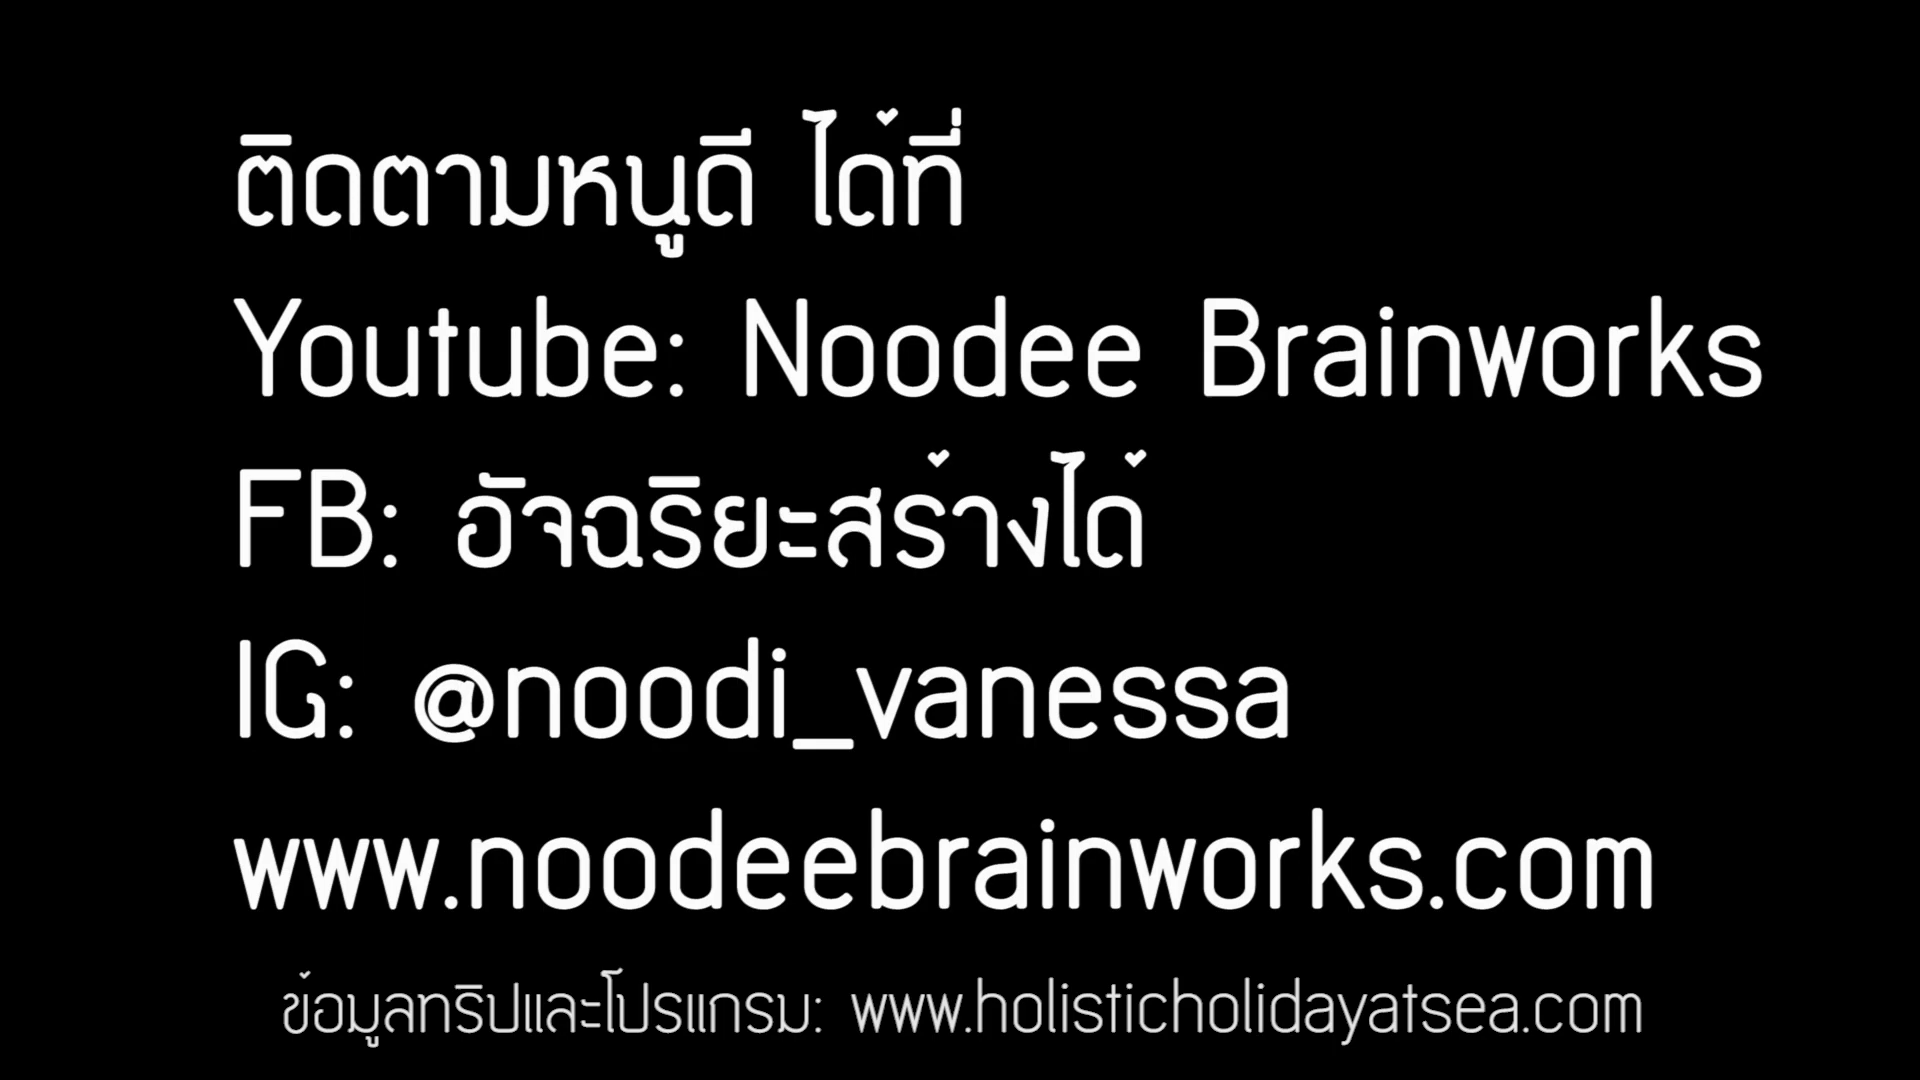 ติดตามหนูดี ได้ที่
Youtube: Noodee Brainworks
FB: อัจฉริยะสร้างได้
IG: @noodi_vanessa
www.noodeebrainworks.com
ข้อมูลทริปและโปรแกรม: www.holisticholidayatsea.com